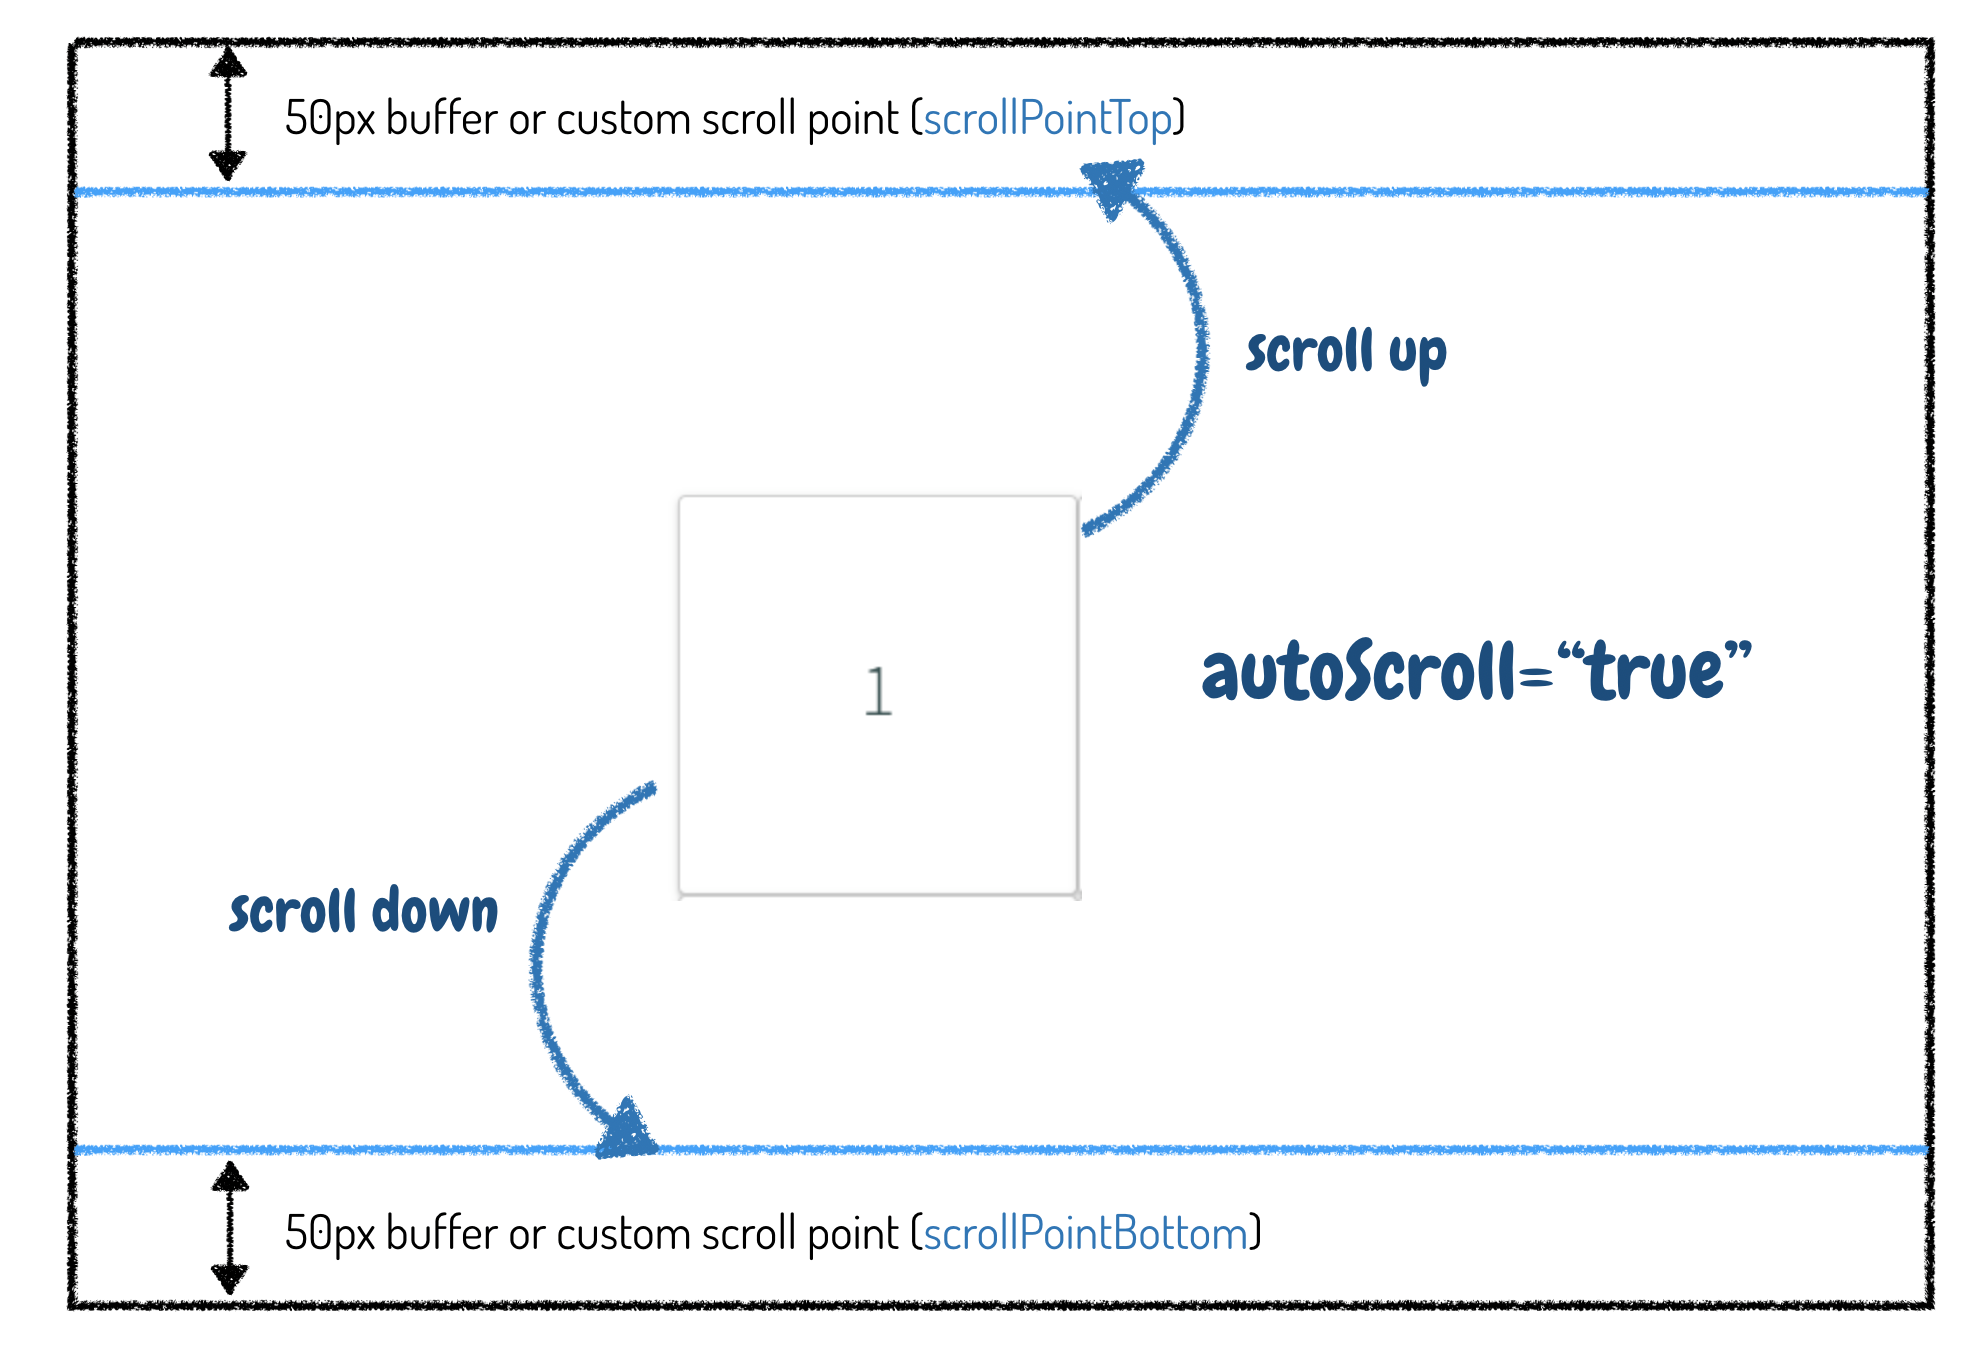 50px buffer or custom scroll point (scrollPointTop)
scroll up
1
autoScroll=“true”
scroll down
50px buffer or custom scroll point (scrollPointBottom)